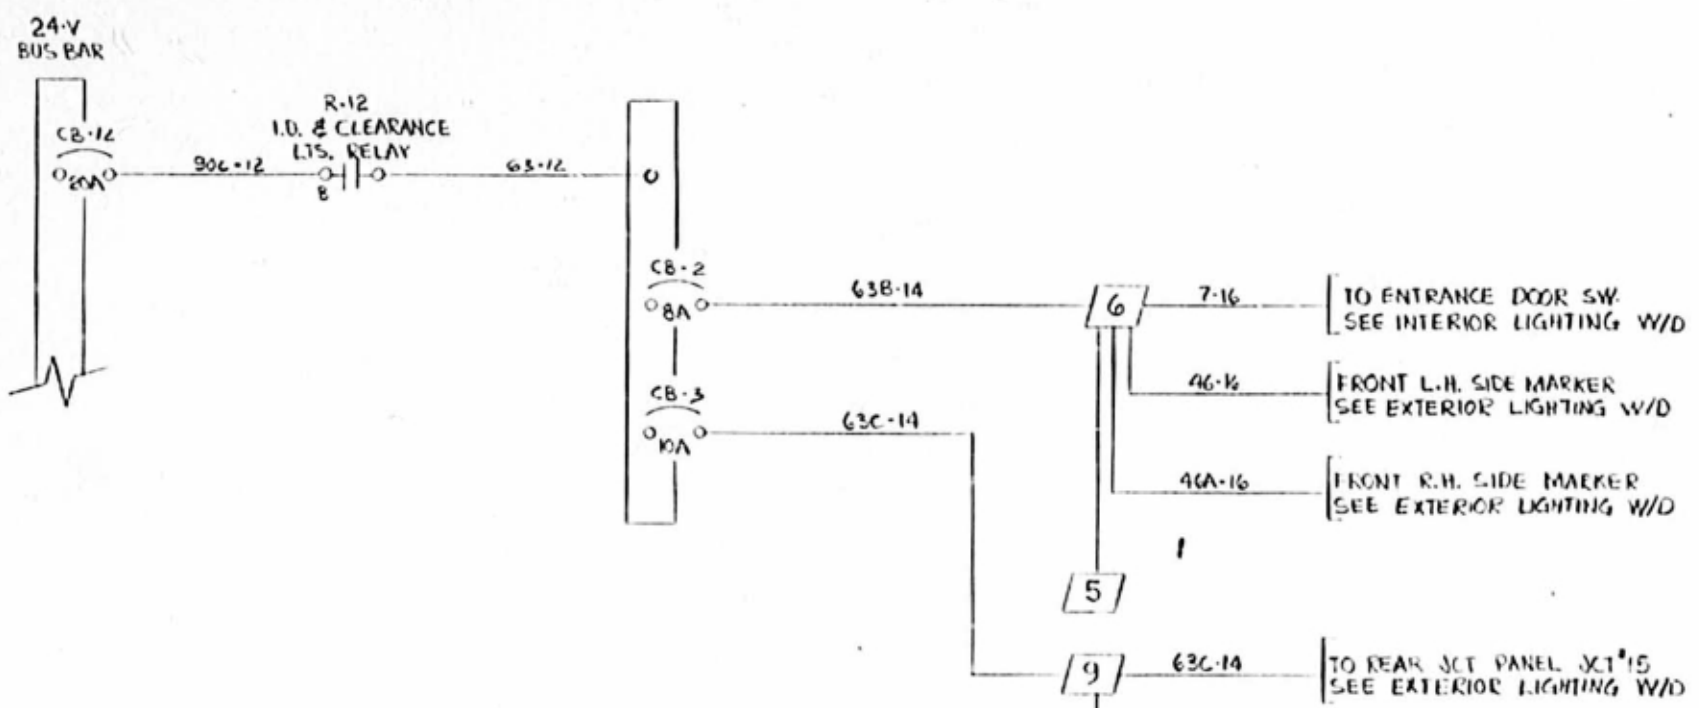 24-V
BUS BAR
CB-12
20A
90C-12
R-12
I.D. & CLEARANCE
LTS. RELAY
8
63-12
CB-2
8A
63B-14
6
7-16
TO ENTRANCE DOOR SW.
SEE INTERIOR LIGHTING W/D
46-16
FRONT L.H. SIDE MARKER
SEE EXTERIOR LIGHTING W/D
CB-3
10A
63C-14
46A-16
FRONT R.H. SIDE MARKER
SEE EXTERIOR LIGHTING W/D
5
9
63C-14
TO REAR JCT PANEL JCT#15
SEE EXTERIOR LIGHTING W/D